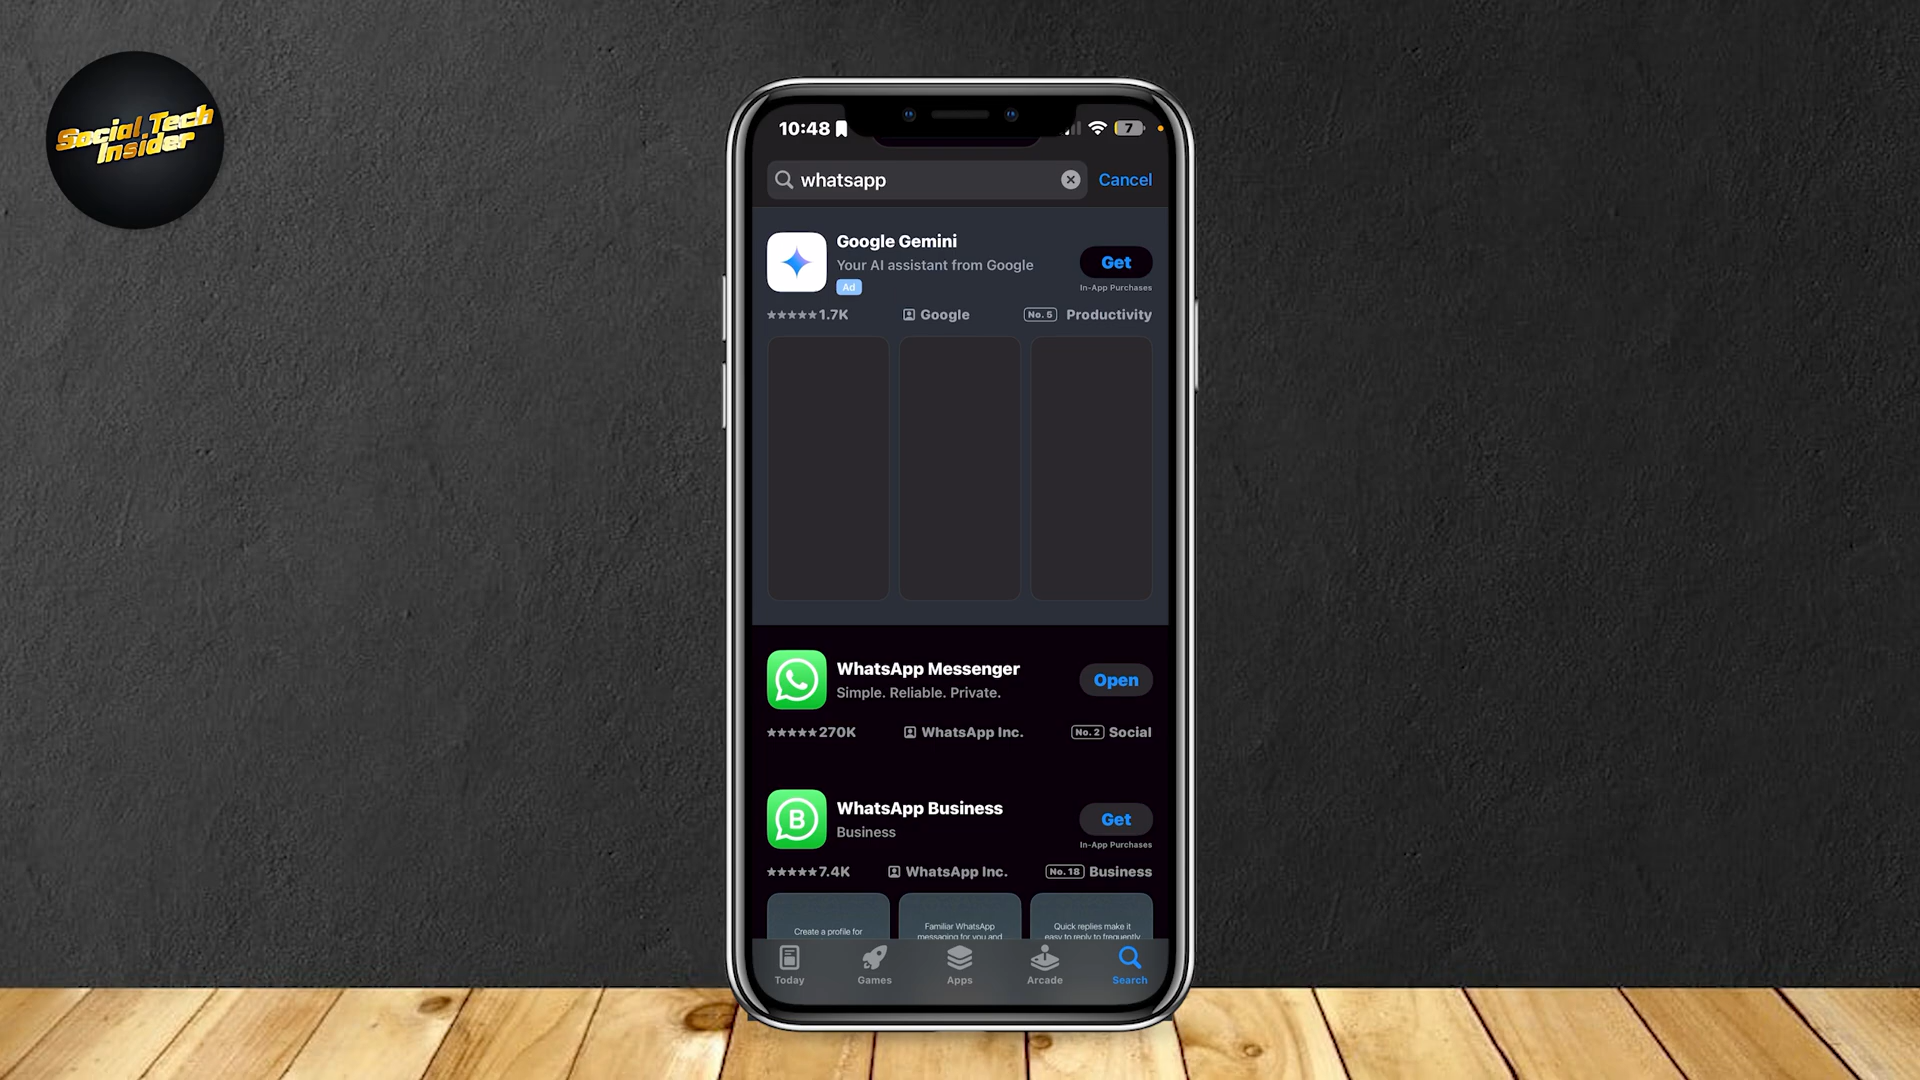 Social Tech
Insider
10:48
7
whatsapp
Cancel
Google Gemini
Your AI assistant from Google
Ad
Get
In-App Purchases
★★★★★1.7K
Google
No. 5 Productivity
WhatsApp Messenger
Simple. Reliable. Private.
Open
★★★★★270K
WhatsApp Inc.
No. 2 Social
WhatsApp Business
Business
Get
In-App Purchases
★★★★★7.4K
WhatsApp Inc.
No. 18 Business
Create a profile for
Familiar WhatsApp
messaging for you and
Quick replies make it
easy to reply to frequently
Today
Games
Apps
Arcade
Search